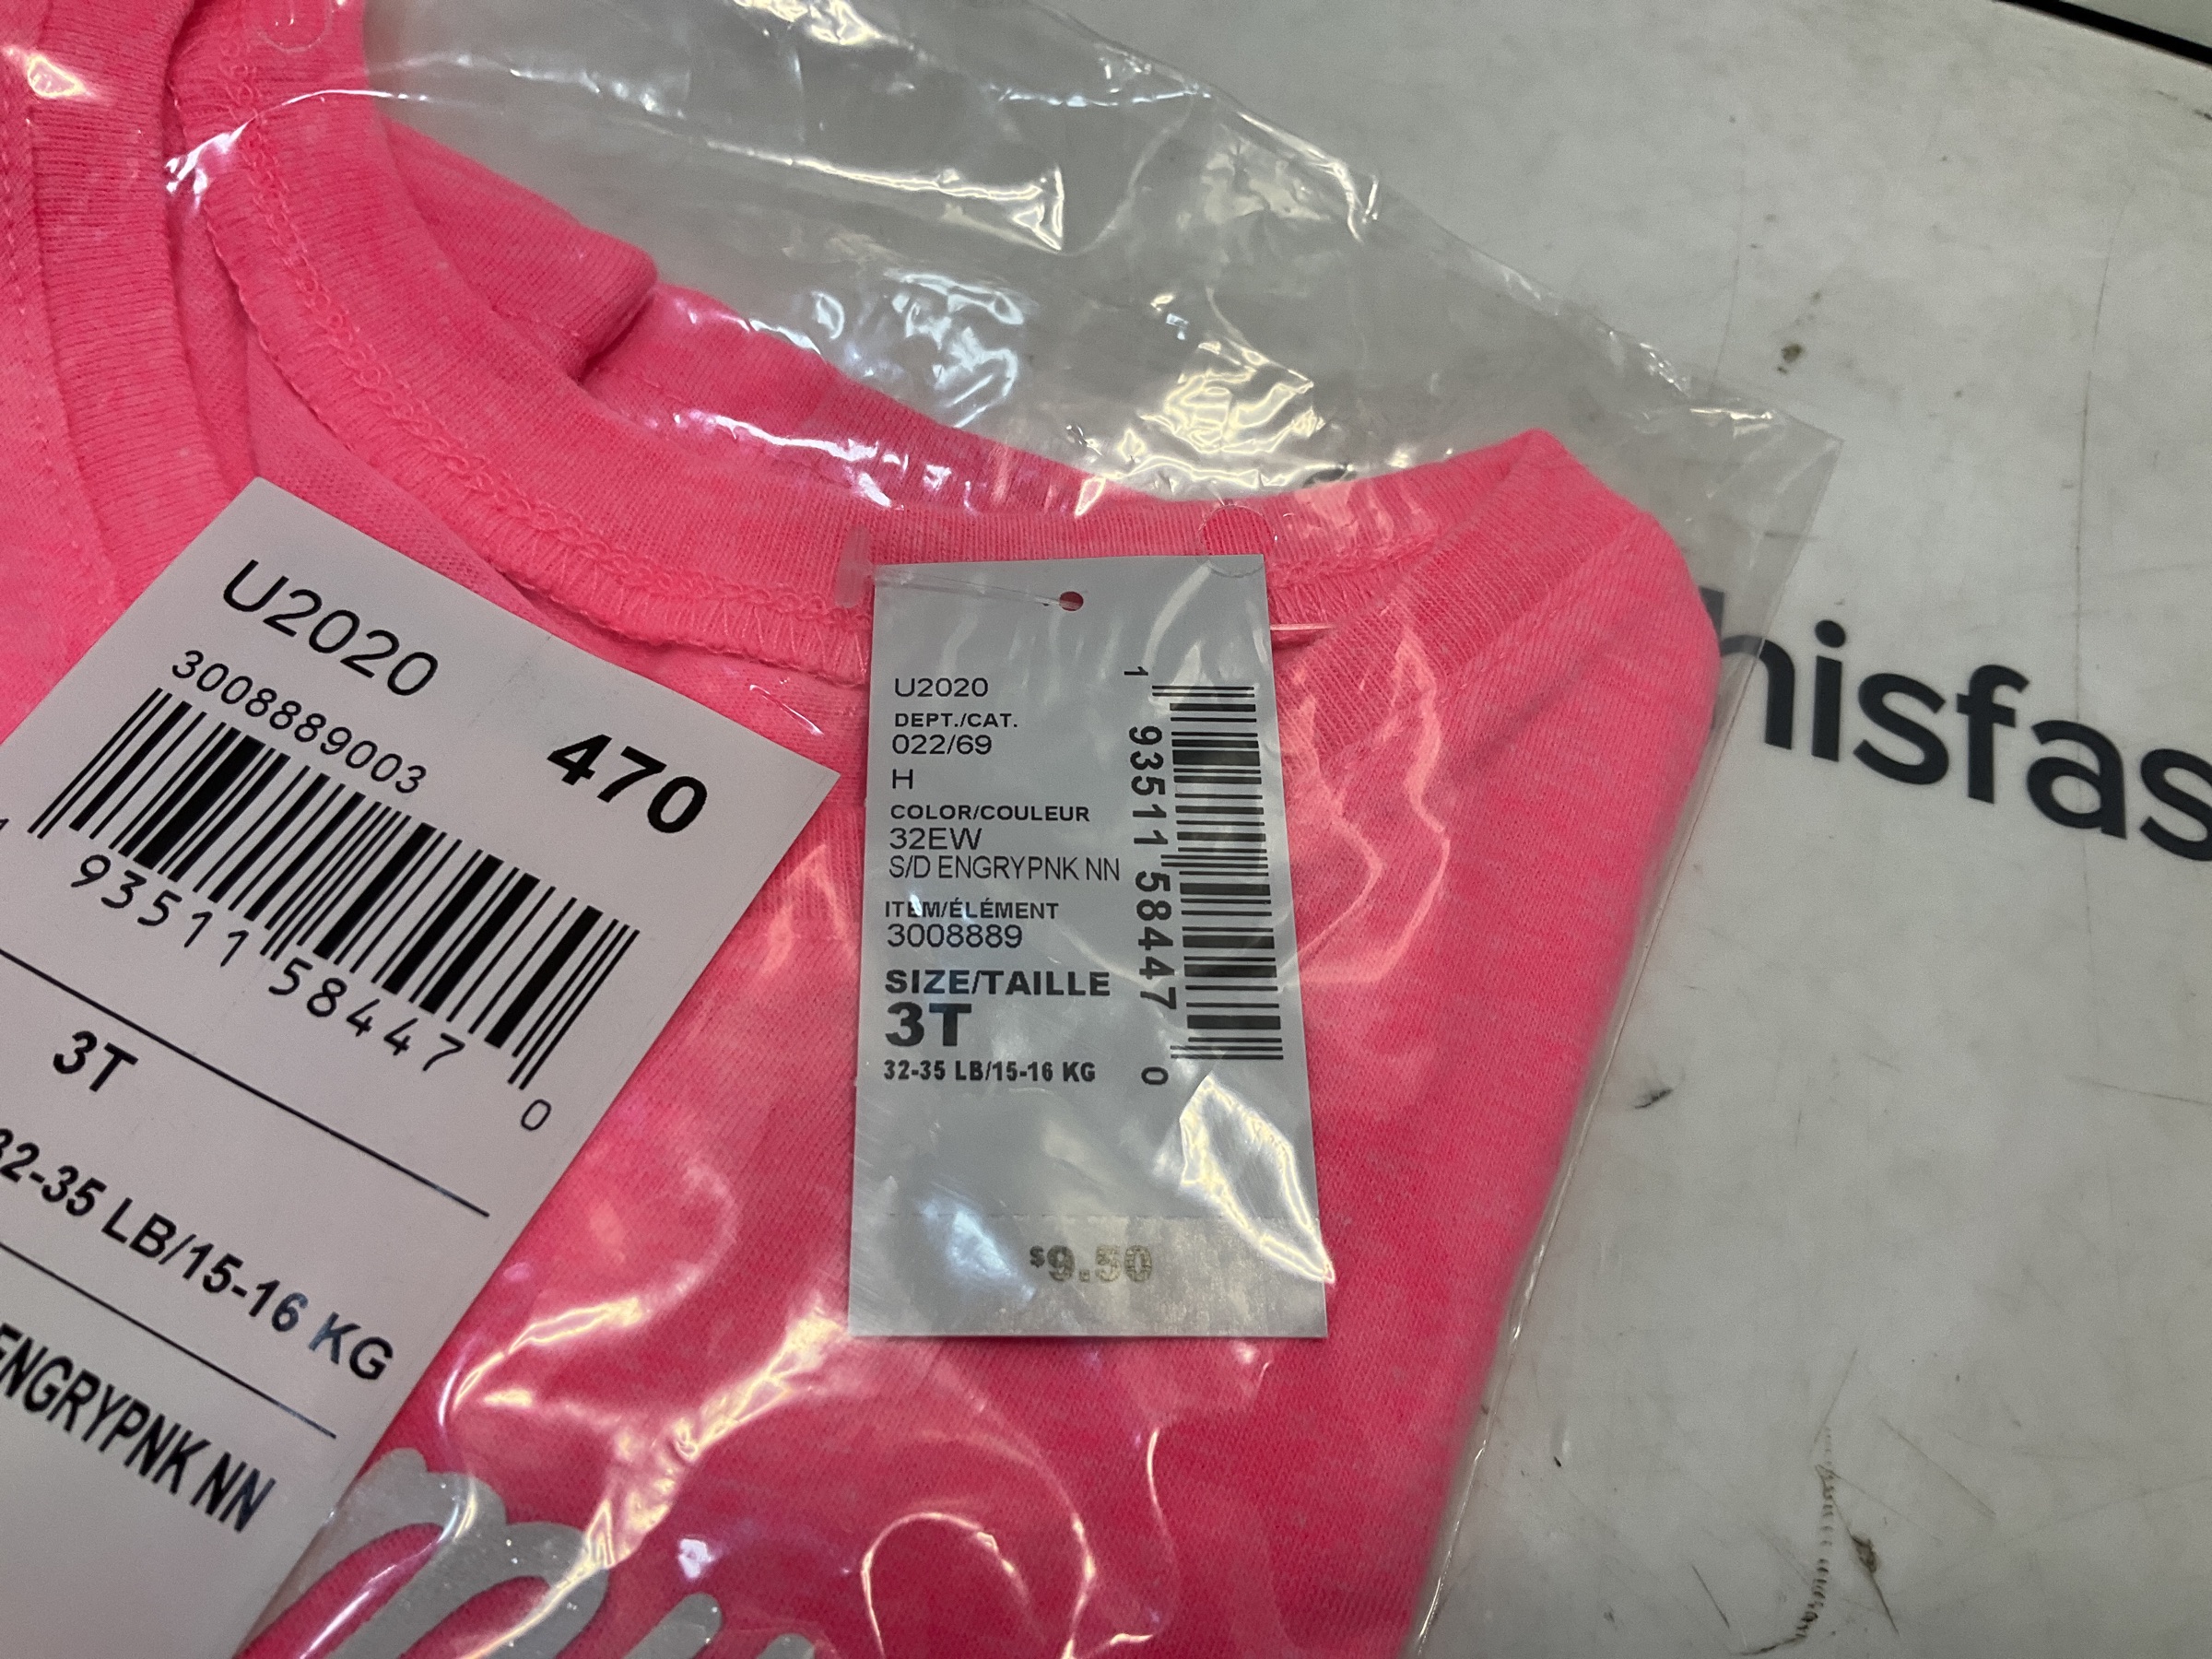 U2020
3008889003
470
93511 58447
0
3T
32-35 LB/15-16 KG
ENGRYPNK NN
U2020
DEPT./CAT.
022/69
H
COLOR/COULEUR
32EW
S/D ENGRYPNK NN
ITEM/ÉLÉMENT
3008889
SIZE/TAILLE
3T
32-35 LB/15-16 KG
1 93511 58447 0
$9.50
hisfas